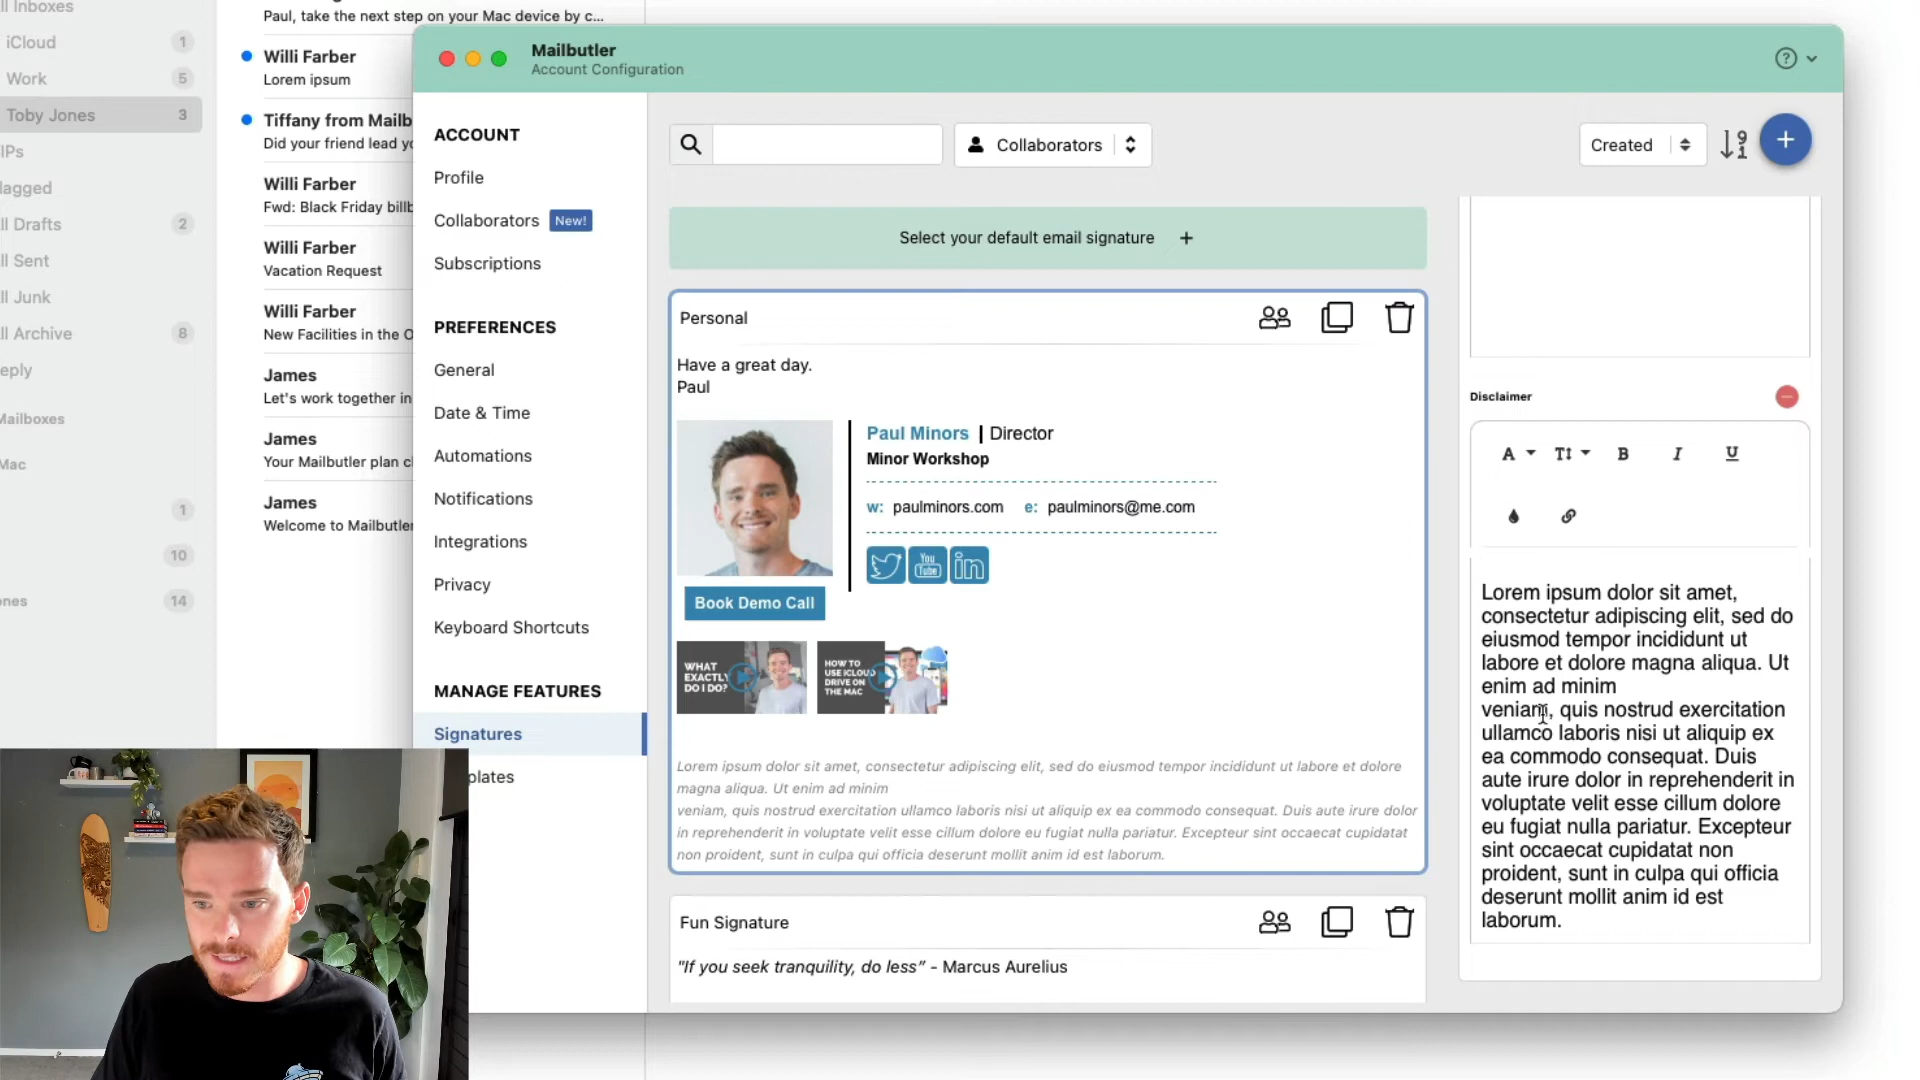 ll Inboxes
iCloud 1
Work 5
Toby Jones 3
IPs
lagged
ll Drafts 2
ll Sent
ll Junk
ll Archive 8
eply
Mailboxes
Mac
1
10
ones 14
Paul, take the next step on your Mac device by c...
Willi Farber
Lorem ipsum
Tiffany from Mailb
Did your friend lead yo
Willi Farber
Fwd: Black Friday billb
Willi Farber
Vacation Request
Willi Farber
New Facilities in the O
James
Let's work together in
James
Your Mailbutler plan c
James
Welcome to Mailbutler
Mailbutler
Account Configuration
ACCOUNT
Profile
Collaborators New!
Subscriptions
PREFERENCES
General
Date & Time
Automations
Notifications
Integrations
Privacy
Keyboard Shortcuts
MANAGE FEATURES
Signatures
plates
Collaborators
Created
Select your default email signature +
Personal
Have a great day.
Paul
Paul Minors | Director
Minor Workshop
w: paulminors.com e: paulminors@me.com
You
Tube
in
Book Demo Call
WHAT
EXACTLY
DO I DO?
HOW TO
USE ICLOUD
DRIVE ON
THE MAC
Lorem ipsum dolor sit amet, consectetur adipiscing elit, sed do eiusmod tempor incididunt ut labore et dolore
magna aliqua. Ut enim ad minim
veniam, quis nostrud exercitation ullamco laboris nisi ut aliquip ex ea commodo consequat. Duis aute irure dolor
in reprehenderit in voluptate velit esse cillum dolore eu fugiat nulla pariatur. Excepteur sint occaecat cupidatat
non proident, sunt in culpa qui officia deserunt mollit anim id est laborum.
Fun Signature
"If you seek tranquility, do less” - Marcus Aurelius
Disclaimer
A T B I U
Lorem ipsum dolor sit amet,
consectetur adipiscing elit, sed do
eiusmod tempor incididunt ut
labore et dolore magna aliqua. Ut
enim ad minim
veniam, quis nostrud exercitation
ullamco laboris nisi ut aliquip ex
ea commodo consequat. Duis
aute irure dolor in reprehenderit in
voluptate velit esse cillum dolore
eu fugiat nulla pariatur. Excepteur
sint occaecat cupidatat non
proident, sunt in culpa qui officia
deserunt mollit anim id est
laborum.